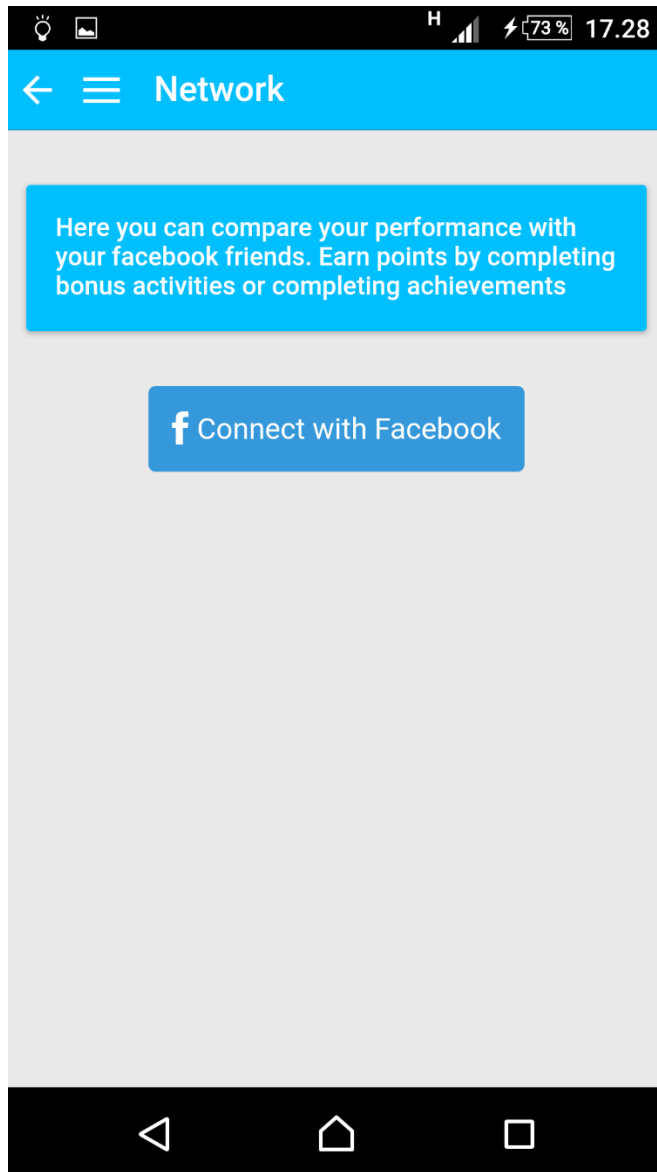 H 73 % 17.28
Network
Here you can compare your performance with
your facebook friends. Earn points by completing
bonus activities or completing achievements
f Connect with Facebook